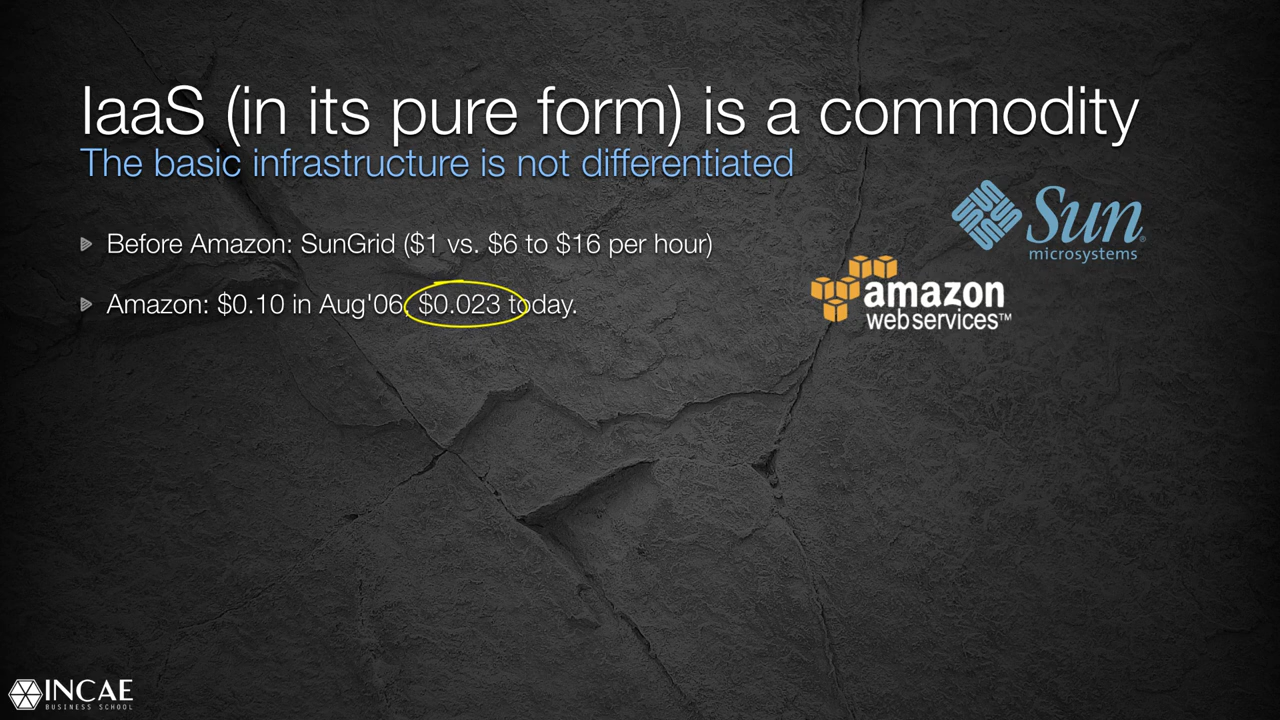 IaaS (in its pure form) is a commodity
The basic infrastructure is not differentiated
Before Amazon: SunGrid ($1 vs. $6 to $16 per hour)
Amazon: $0.10 in Aug'06, $0.023 today.
Sun
microsystems
amazon
webservices™
INCAE
BUSINESS SCHOOL